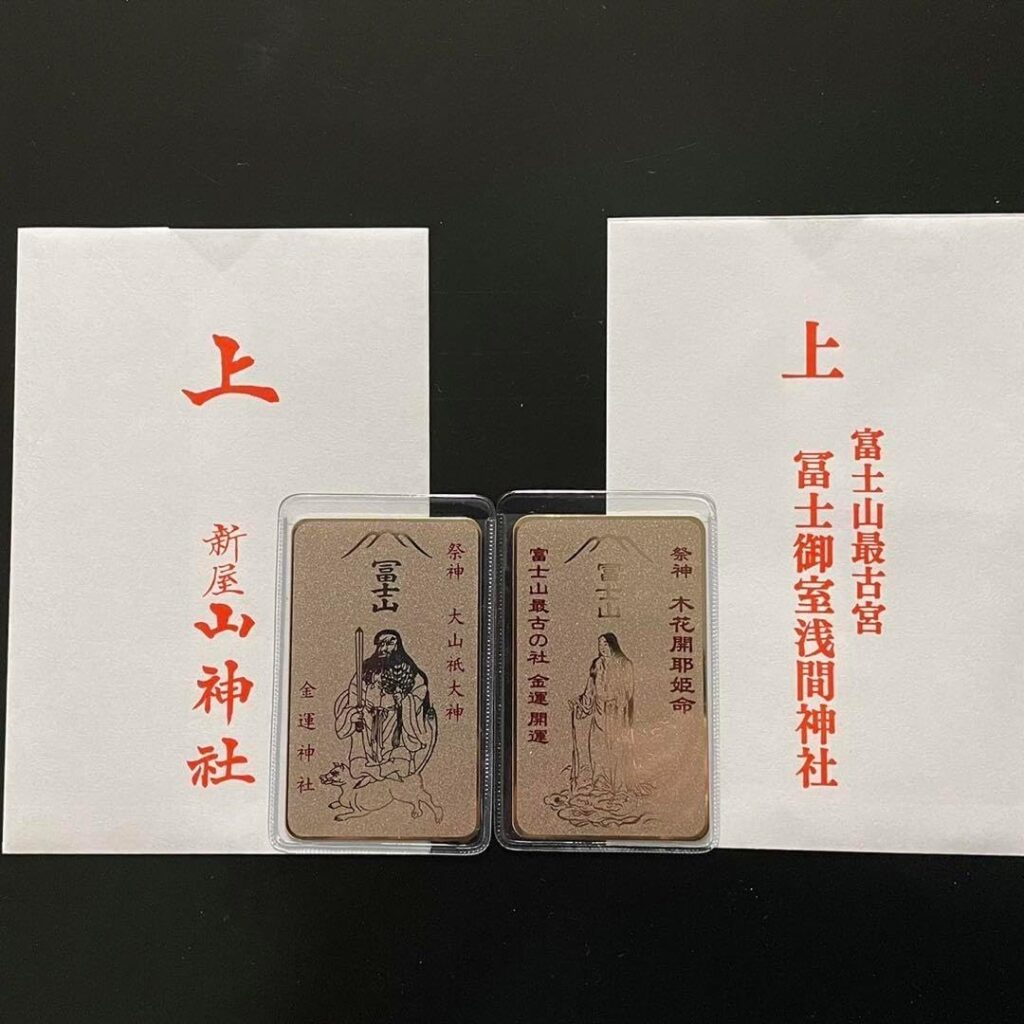 上
新屋山神社
冨士山
祭神 大山祇大神
金運神社
冨士山
祭神 木花開耶姫命
富士山最古の社 金運 開運
上
富士山最古宮
冨士御室浅間神社